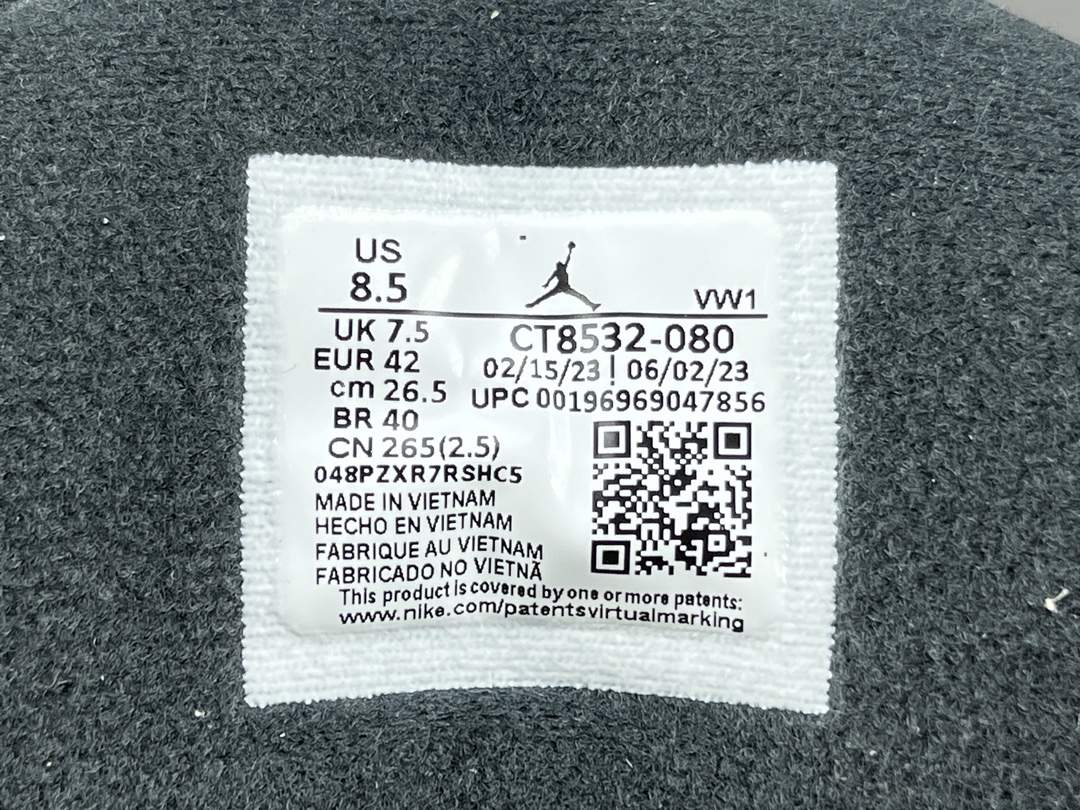 US
8.5
VW1
UK 7.5
CT8532-080
EUR 42
02/15/23 | 06/02/23
cm 26.5
UPC 00196969047856
BR 40
CN 265(2.5)
048PZXR7RSHC5
MADE IN VIETNAM
HECHO EN VIETNAM
FABRIQUE AU VIETNAM
FABRICADO NO VIETNÃ
This product is covered by one or more patents:
www.nike.com/patentsvirtualmarking